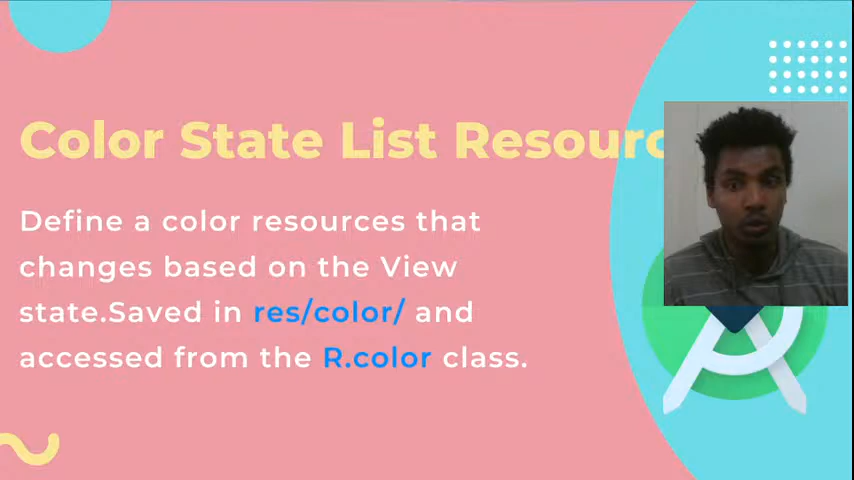 Color State List Resourc
Define a color resources that
changes based on the View
state.Saved in res/color/ and
accessed from the R.color class.